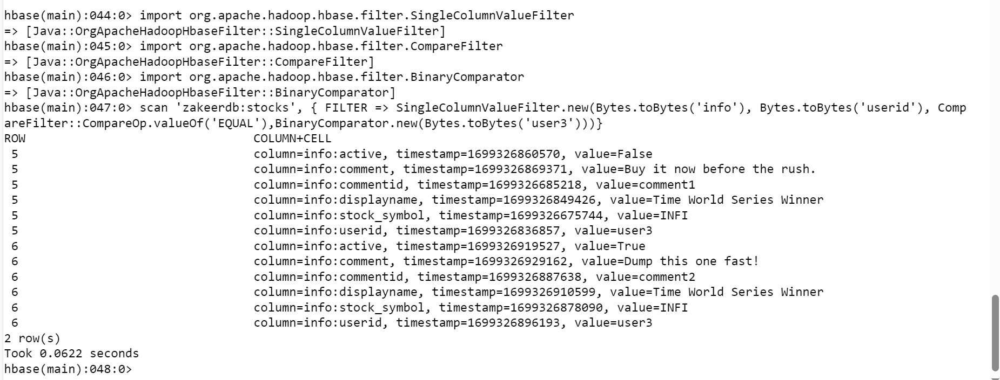 hbase(main):044:0> import org.apache.hadoop.hbase.filter.SingleColumnValueFilter
=> [Java::OrgApacheHadoopHbaseFilter::SingleColumnValueFilter]
hbase(main):045:0> import org.apache.hadoop.hbase.filter.CompareFilter
=> [Java::OrgApacheHadoopHbaseFilter::CompareFilter]
hbase(main):046:0> import org.apache.hadoop.hbase.filter.BinaryComparator
=> [Java::OrgApacheHadoopHbaseFilter::BinaryComparator]
hbase(main):047:0> scan 'zakeerdb:stocks', { FILTER => SingleColumnValueFilter.new(Bytes.toBytes('info'), Bytes.toBytes('userid'), Comp
areFilter::CompareOp.valueOf('EQUAL'),BinaryComparator.new(Bytes.toBytes('user3')))}
ROW COLUMN+CELL
5 column=info:active, timestamp=1699326860570, value=False
5 column=info:comment, timestamp=1699326869371, value=Buy it now before the rush.
5 column=info:commentid, timestamp=1699326685218, value=comment1
5 column=info:displayname, timestamp=1699326849426, value=Time World Series Winner
5 column=info:stock_symbol, timestamp=1699326675744, value=INFI
5 column=info:userid, timestamp=1699326836857, value=user3
6 column=info:active, timestamp=1699326919527, value=True
6 column=info:comment, timestamp=1699326929162, value=Dump this one fast!
6 column=info:commentid, timestamp=1699326887638, value=comment2
6 column=info:displayname, timestamp=1699326910599, value=Time World Series Winner
6 column=info:stock_symbol, timestamp=1699326878090, value=INFI
6 column=info:userid, timestamp=1699326896193, value=user3
2 row(s)
Took 0.0622 seconds
hbase(main):048:0>